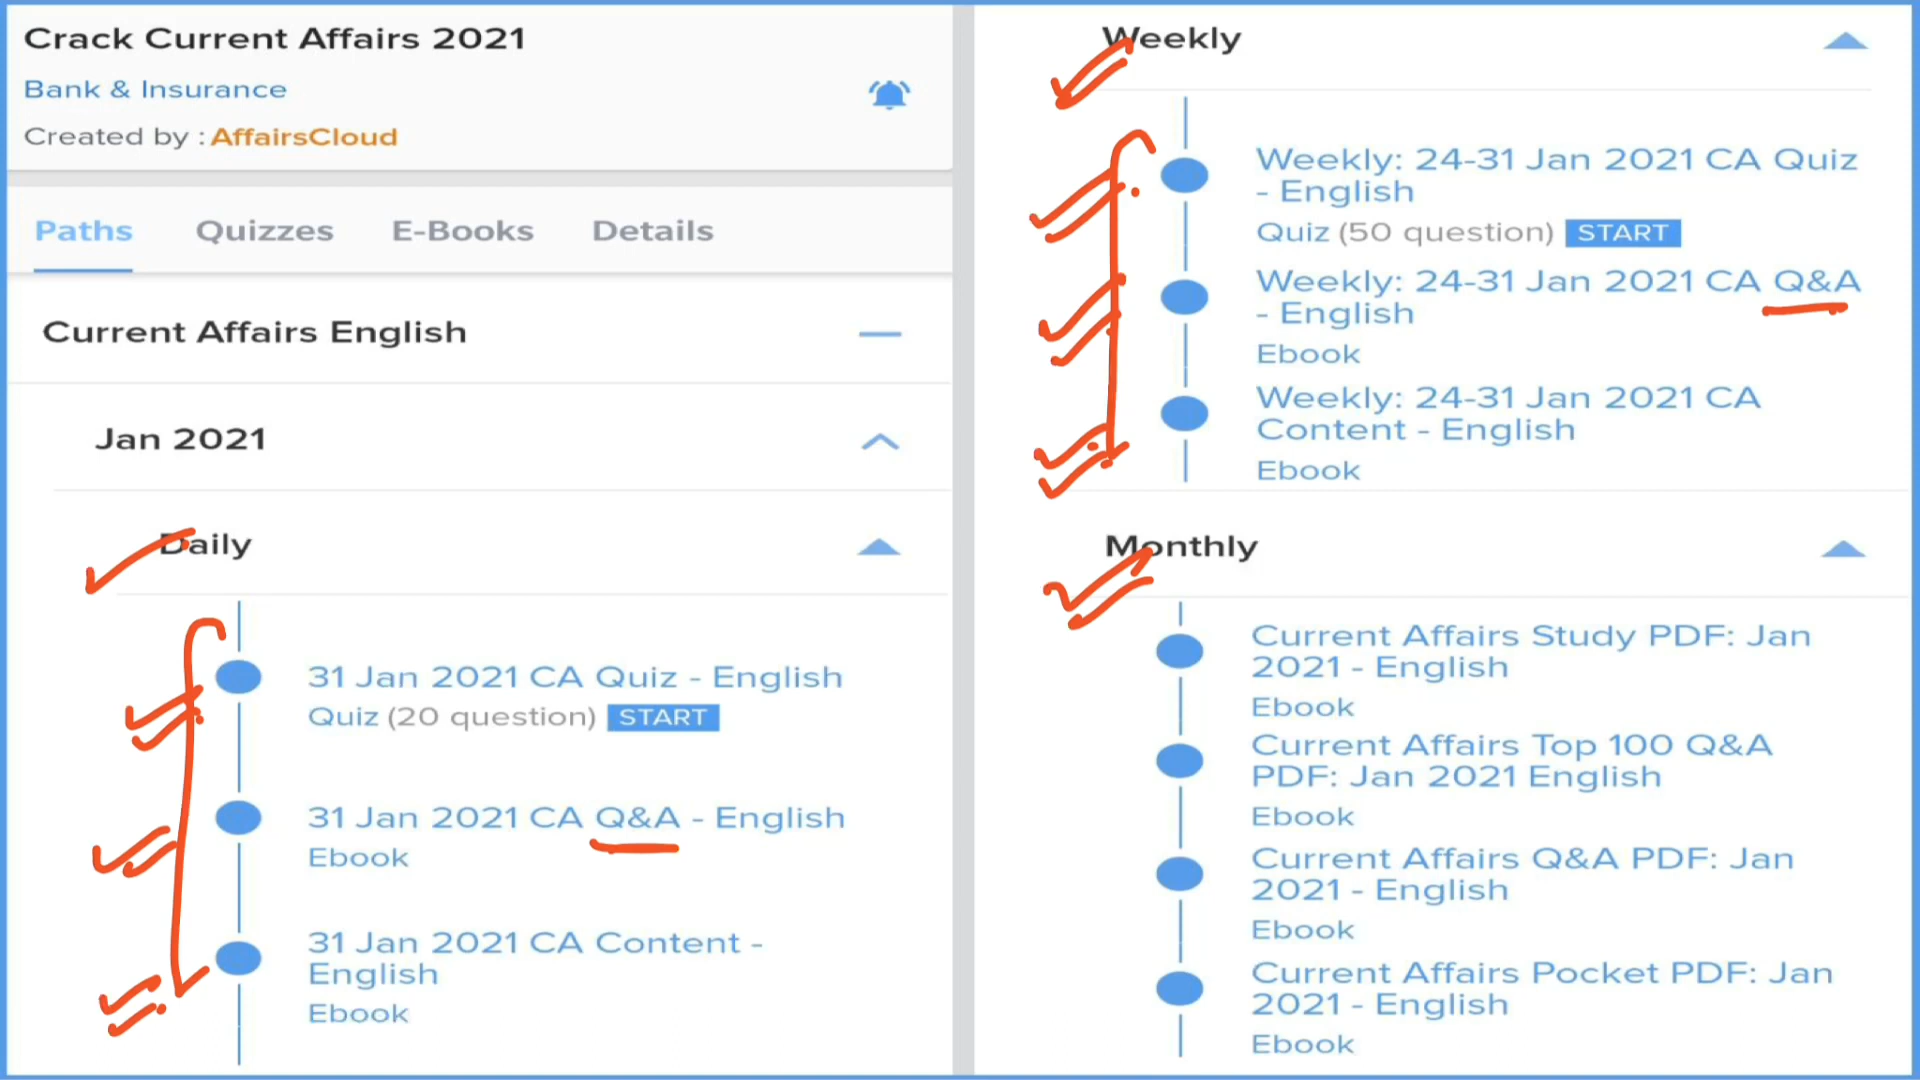 Crack Current Affairs 2021
Bank & Insurance
Created by : AffairsCloud
Paths Quizzes E-Books Details
Current Affairs English
Jan 2021
Daily
31 Jan 2021 CA Quiz - English
Quiz (20 question) START
31 Jan 2021 CA Q&A - English
Ebook
31 Jan 2021 CA Content -
English
Ebook
Weekly
Weekly: 24-31 Jan 2021 CA Quiz
- English
Quiz (50 question) START
Weekly: 24-31 Jan 2021 CA Q&A
- English
Ebook
Weekly: 24-31 Jan 2021 CA
Content - English
Ebook
Monthly
Current Affairs Study PDF: Jan
2021 - English
Ebook
Current Affairs Top 100 Q&A
PDF: Jan 2021 English
Ebook
Current Affairs Q&A PDF: Jan
2021 - English
Ebook
Current Affairs Pocket PDF: Jan
2021 - English
Ebook